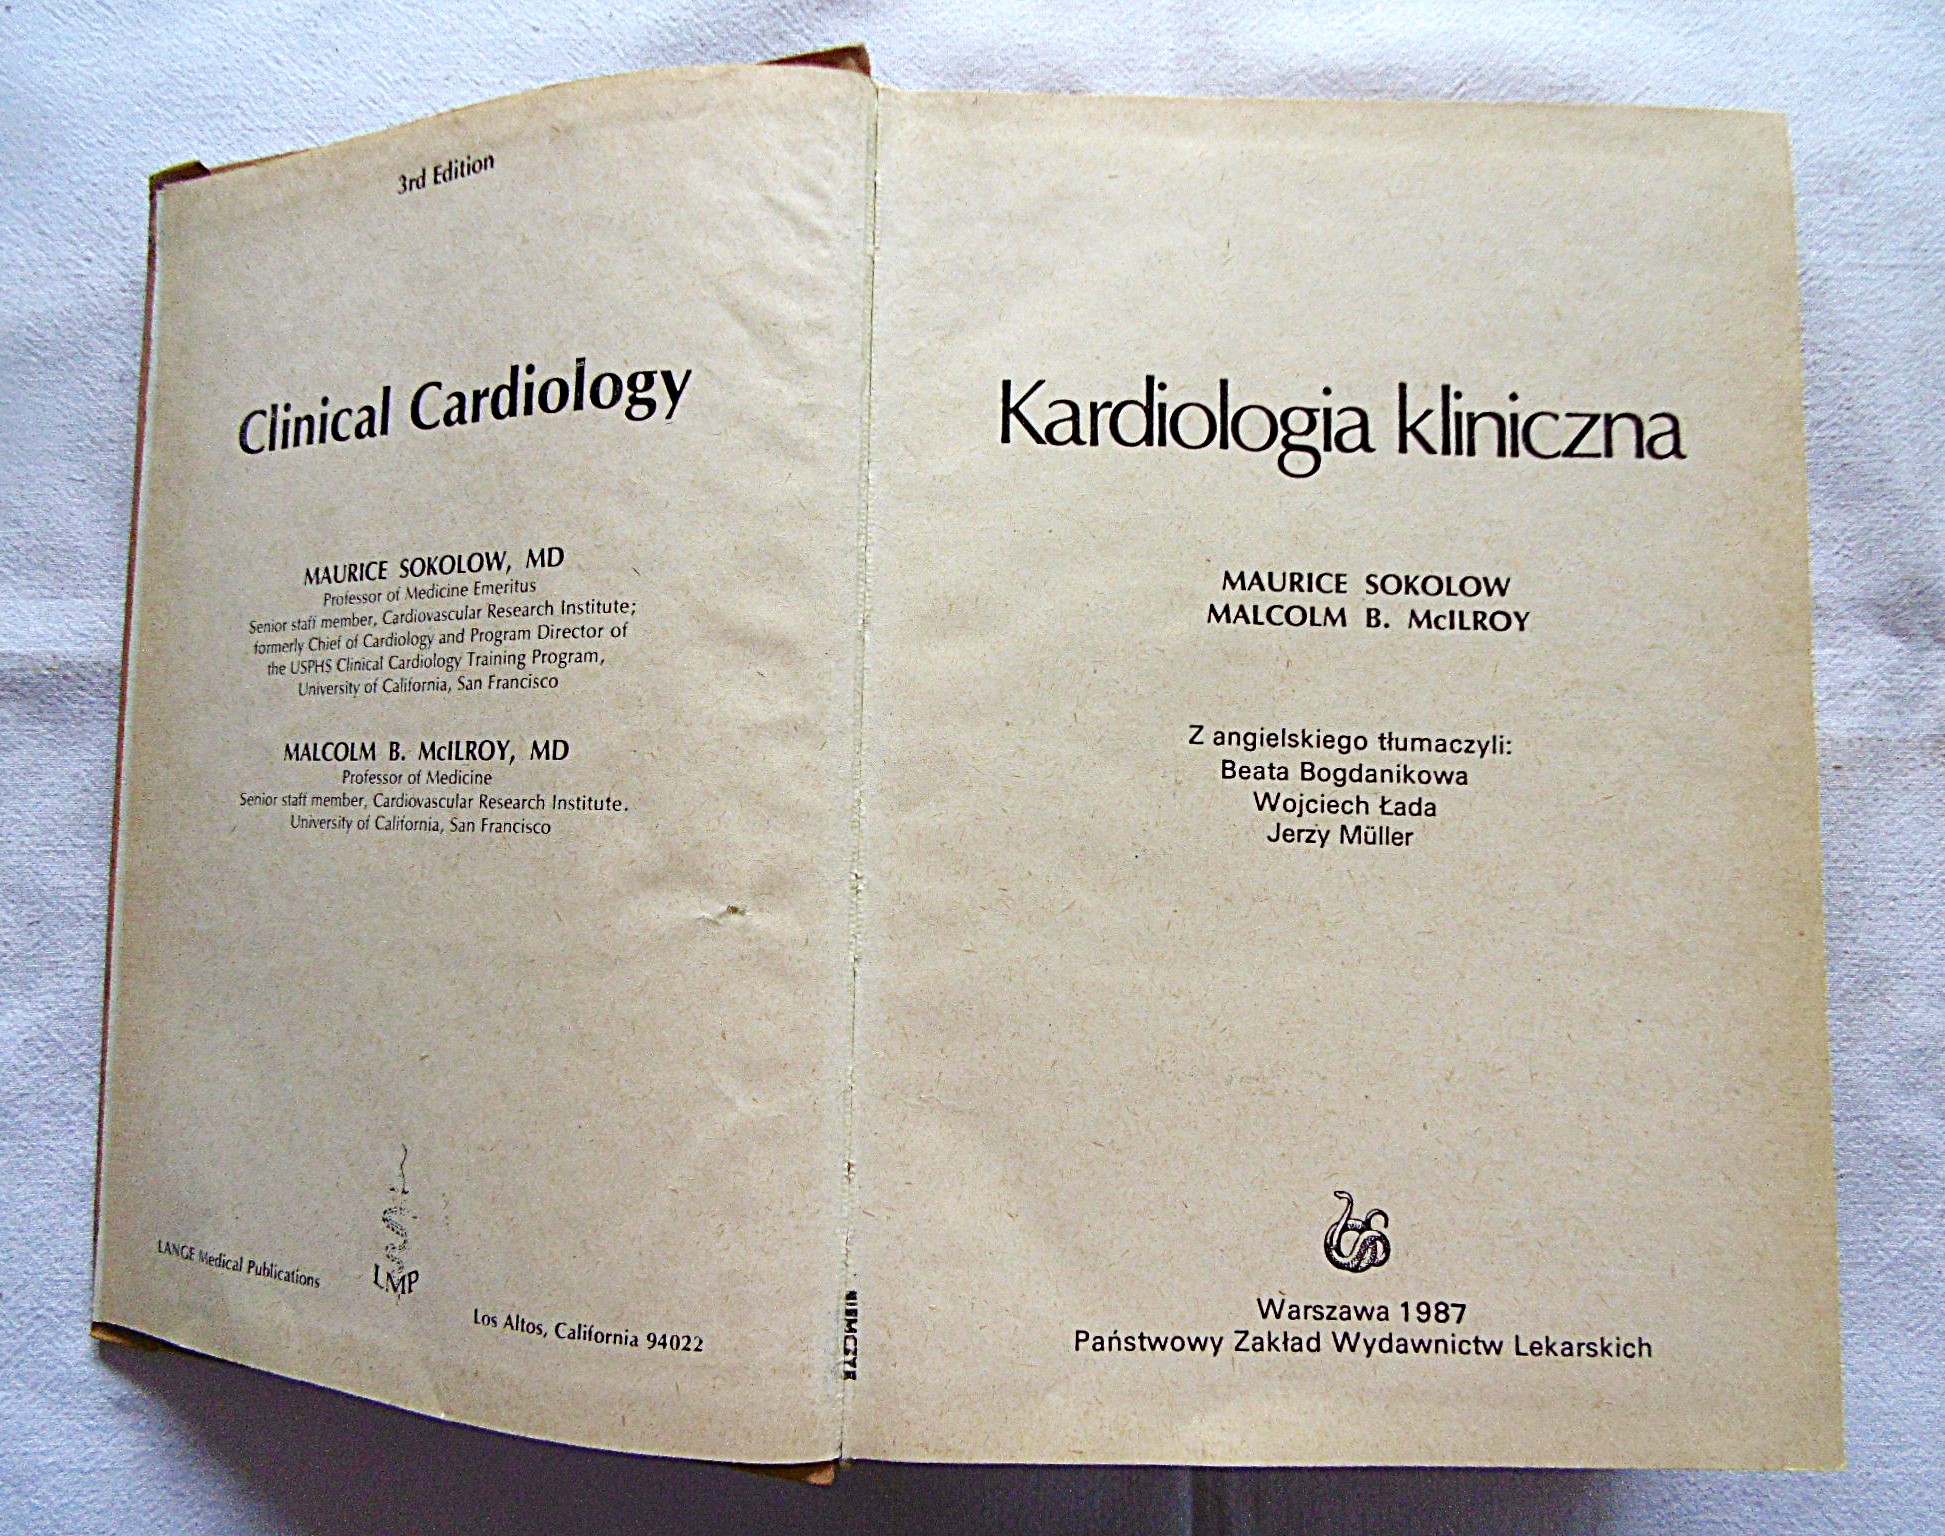 3rd Edition
Clinical Cardiology
MAURICE SOKOLOW, MD
Professor of Medicine Emeritus
Senior staff member, Cardiovascular Research Institute;
formerly Chief of Cardiology and Program Director of
the USPHS Clinical Cardiology Training Program,
University of California, San Francisco
MALCOLM B. McILROY, MD
Professor of Medicine
Senior staff member, Cardiovascular Research Institute.
University of California, San Francisco
LMP
LANGE Medical Publications
Los Altos, California 94022
Kardiologia kliniczna
MAURICE SOKOLOW
MALCOLM B. McILROY
Z angielskiego tłumaczyli:
Beata Bogdanikowa
Wojciech Łada
Jerzy Müller
Warszawa 1987
Państwowy Zakład Wydawnictw Lekarskich